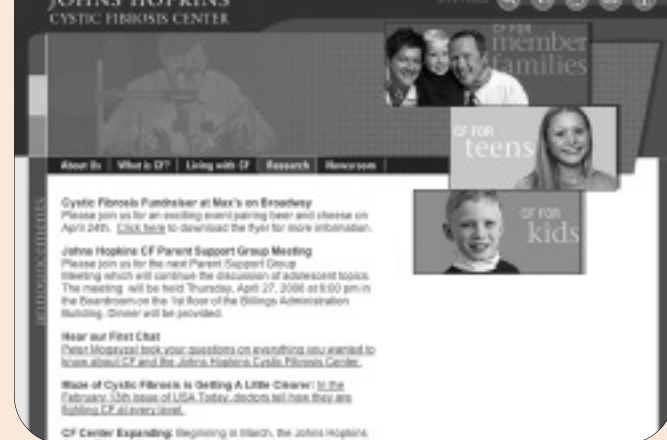 JOHNS HOPKINS
CYSTIC FIBROSIS CENTER
CF FOR
member
families
CF FOR
teens
CF FOR
kids
About Us | What is CF? | Living with CF | Research | Newsroom
announcements
Cystic Fibrosis Fundraiser at Max's on Broadway
Please join us for an exciting event pairing beer and cheese on
April 24th. Click here to download the flyer for more information.
Johns Hopkins CF Parent Support Group Meeting
Please join us for the next Parent Support Group
Meeting which will continue the discussion of adolescent topics.
The meeting will be held Thursday, April 27, 2006 at 6:00 pm in
the Boardroom on the 1st floor of the Billings Administration
Building. Dinner will be provided.
Hear our First Chat
Peter Mogayzel took your questions on everything you wanted to
know about CF and the Johns Hopkins Cystic Fibrosis Center.
Maze of Cystic Fibrosis is Getting A Little Clearer: In the
February 13th issue of USA Today, doctors tell how they are
fighting CF at every level.
CF Center Expanding: Beginning in March, the Johns Hopkins